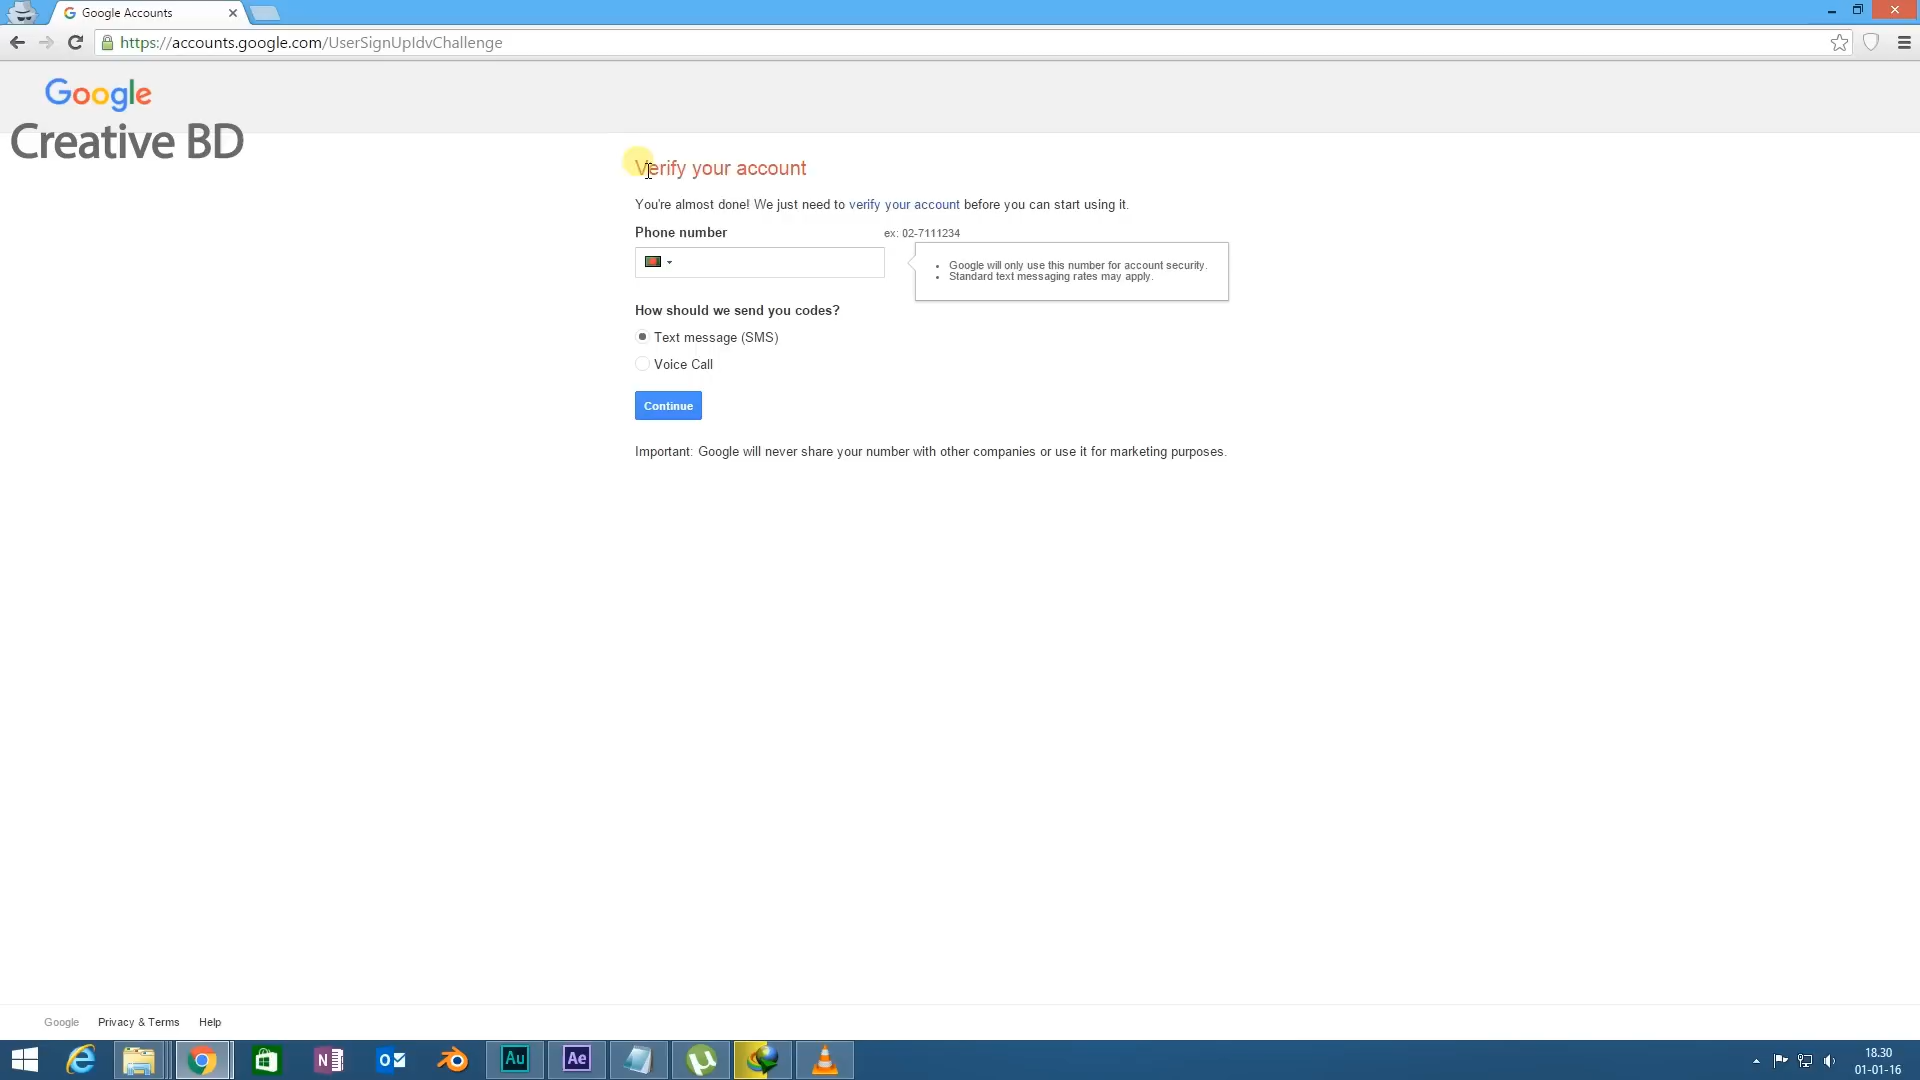 Google Accounts
https://accounts.google.com/UserSignUpIdvChallenge
Google
Creative BD
Verify your account
You're almost done! We just need to verify your account before you can start using it.
Phone number
ex: 02-7111234
Google will only use this number for account security.
Standard text messaging rates may apply.
How should we send you codes?
Text message (SMS)
Voice Call
Continue
Important: Google will never share your number with other companies or use it for marketing purposes.
Google Privacy & Terms Help
Au
Ae
18.30
01-01-16